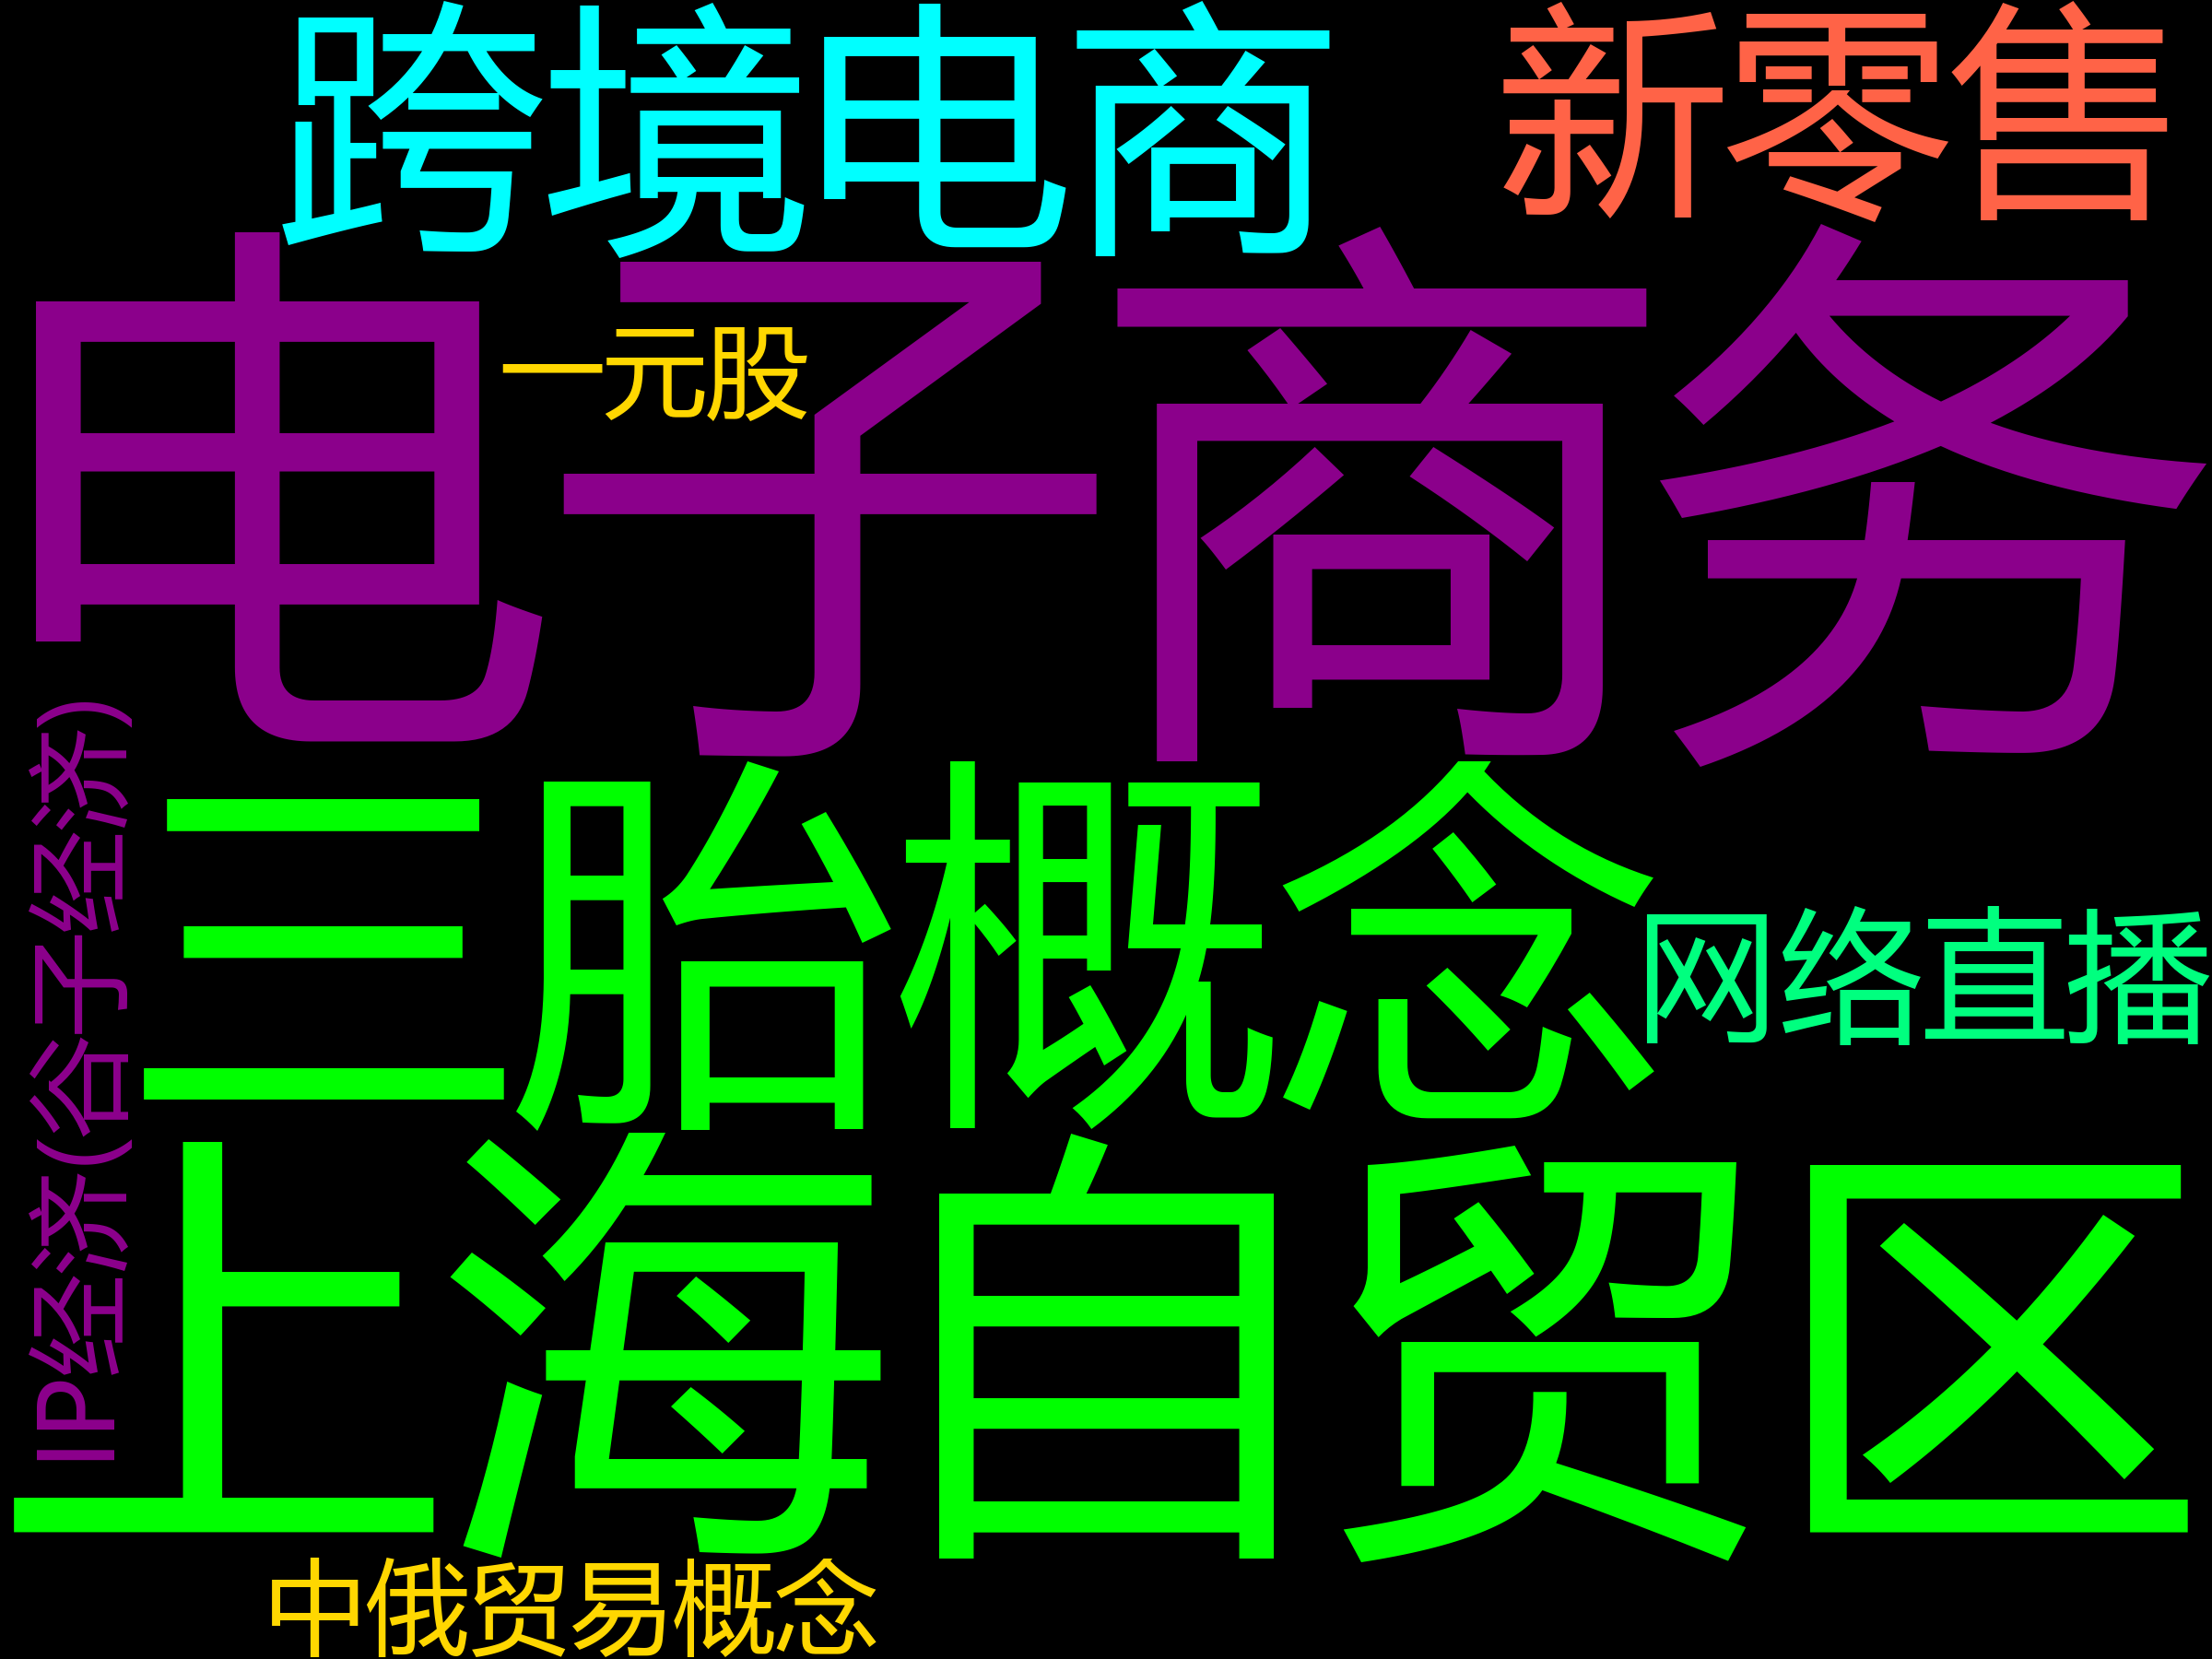 跨境电商
新零售
电子商务
一元股
三胎概念
网络直播
IP经济(谷子经济)
上海自贸区
中俄贸易概念